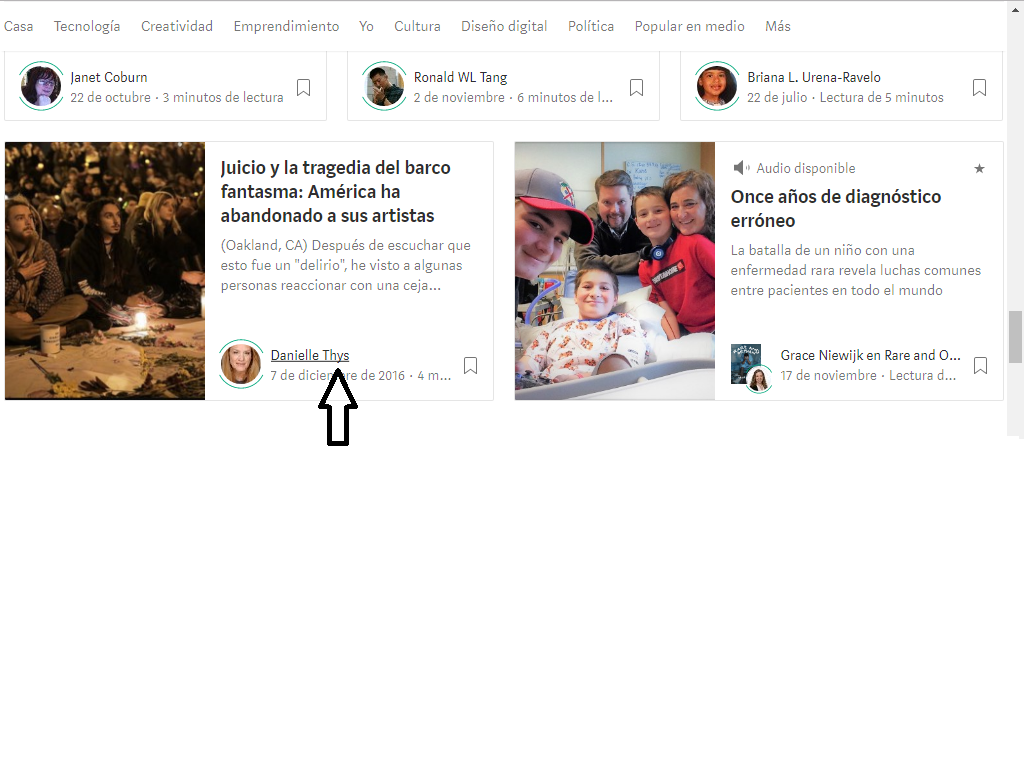 Casa Tecnología Creatividad Emprendimiento Yo Cultura Diseño digital Política Popular en medio Más
Janet Coburn
22 de octubre · 3 minutos de lectura
Ronald WL Tang
2 de noviembre · 6 minutos de l...
Briana L. Urena-Ravelo
22 de julio · Lectura de 5 minutos
Juicio y la tragedia del barco
fantasma: América ha
abandonado a sus artistas
(Oakland, CA) Después de escuchar que
esto fue un "delirio", he visto a algunas
personas reaccionar con una ceja...
Danielle Thys
7 de diciembre de 2016 · 4 m...
Audio disponible
Once años de diagnóstico
erróneo
La batalla de un niño con una
enfermedad rara revela luchas comunes
entre pacientes en todo el mundo
Grace Niewijk en Rare and O...
17 de noviembre · Lectura d...